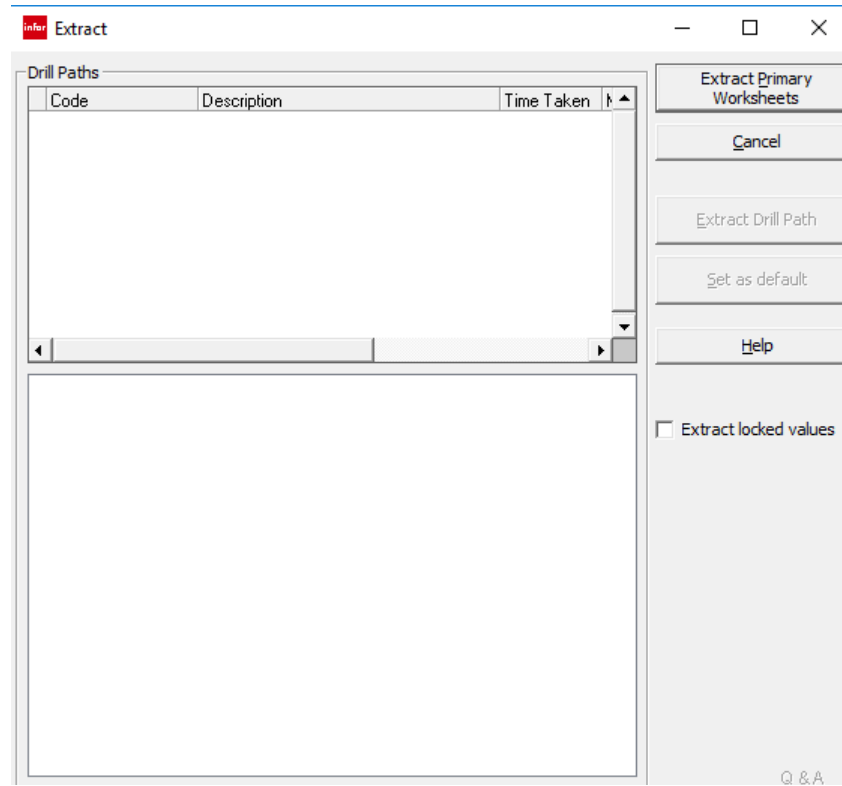 infor Extract
Drill Paths
Code Description Time Taken
Extract Primary
Worksheets
Cancel
Extract Drill Path
Set as default
Help
Extract locked values
Q & A